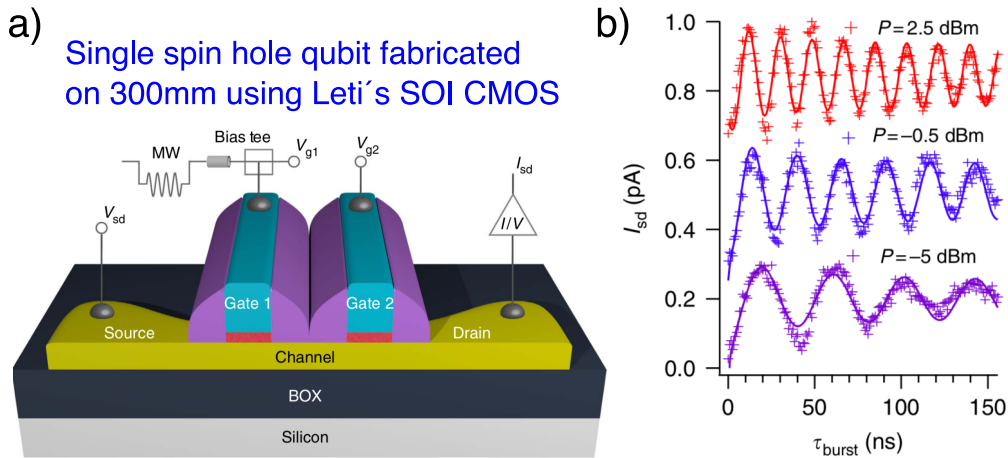 a)
Single spin hole qubit fabricated
on 300mm using Leti´s SOI CMOS
Bias tee
MW
Vg1
Vg2
Isd
Vsd
I/V
Gate 1
Gate 2
Source
Drain
Channel
BOX
Silicon
b)
1.0
0.8
0.6
0.4
0.2
0.0
Isd (pA)
P = 2.5 dBm
P = −0.5 dBm
P = −5 dBm
0
50
100
150
τburst (ns)